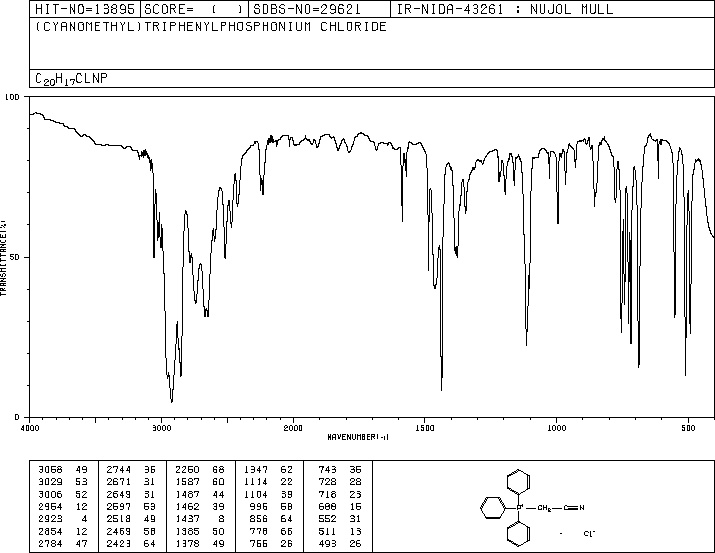 HIT-NO=13895 SCORE= ( ) SDBS-NO=29621 IR-NIDA-43261 : NUJOL MULL
(CYANOMETHYL)TRIPHENYLPHOSPHONIUM CHLORIDE
C20H17CLNP
100
50
0
TRANSMITTANCE(%)
4000 3000 2000 1500 1000 500
WAVENUMBER(-1)
3068 49 2744 36 2260 68 1347 62 743 36
3029 53 2671 31 1587 60 1114 22 728 28
3006 52 2649 31 1487 44 1104 39 718 23
2964 12 2597 53 1462 39 996 58 688 15
2923 4 2518 49 1437 8 856 64 552 31
2854 12 2469 58 1385 50 778 66 511 13
2784 47 2423 64 1378 49 766 26 493 26
P+ CH2 C N
- Cl-